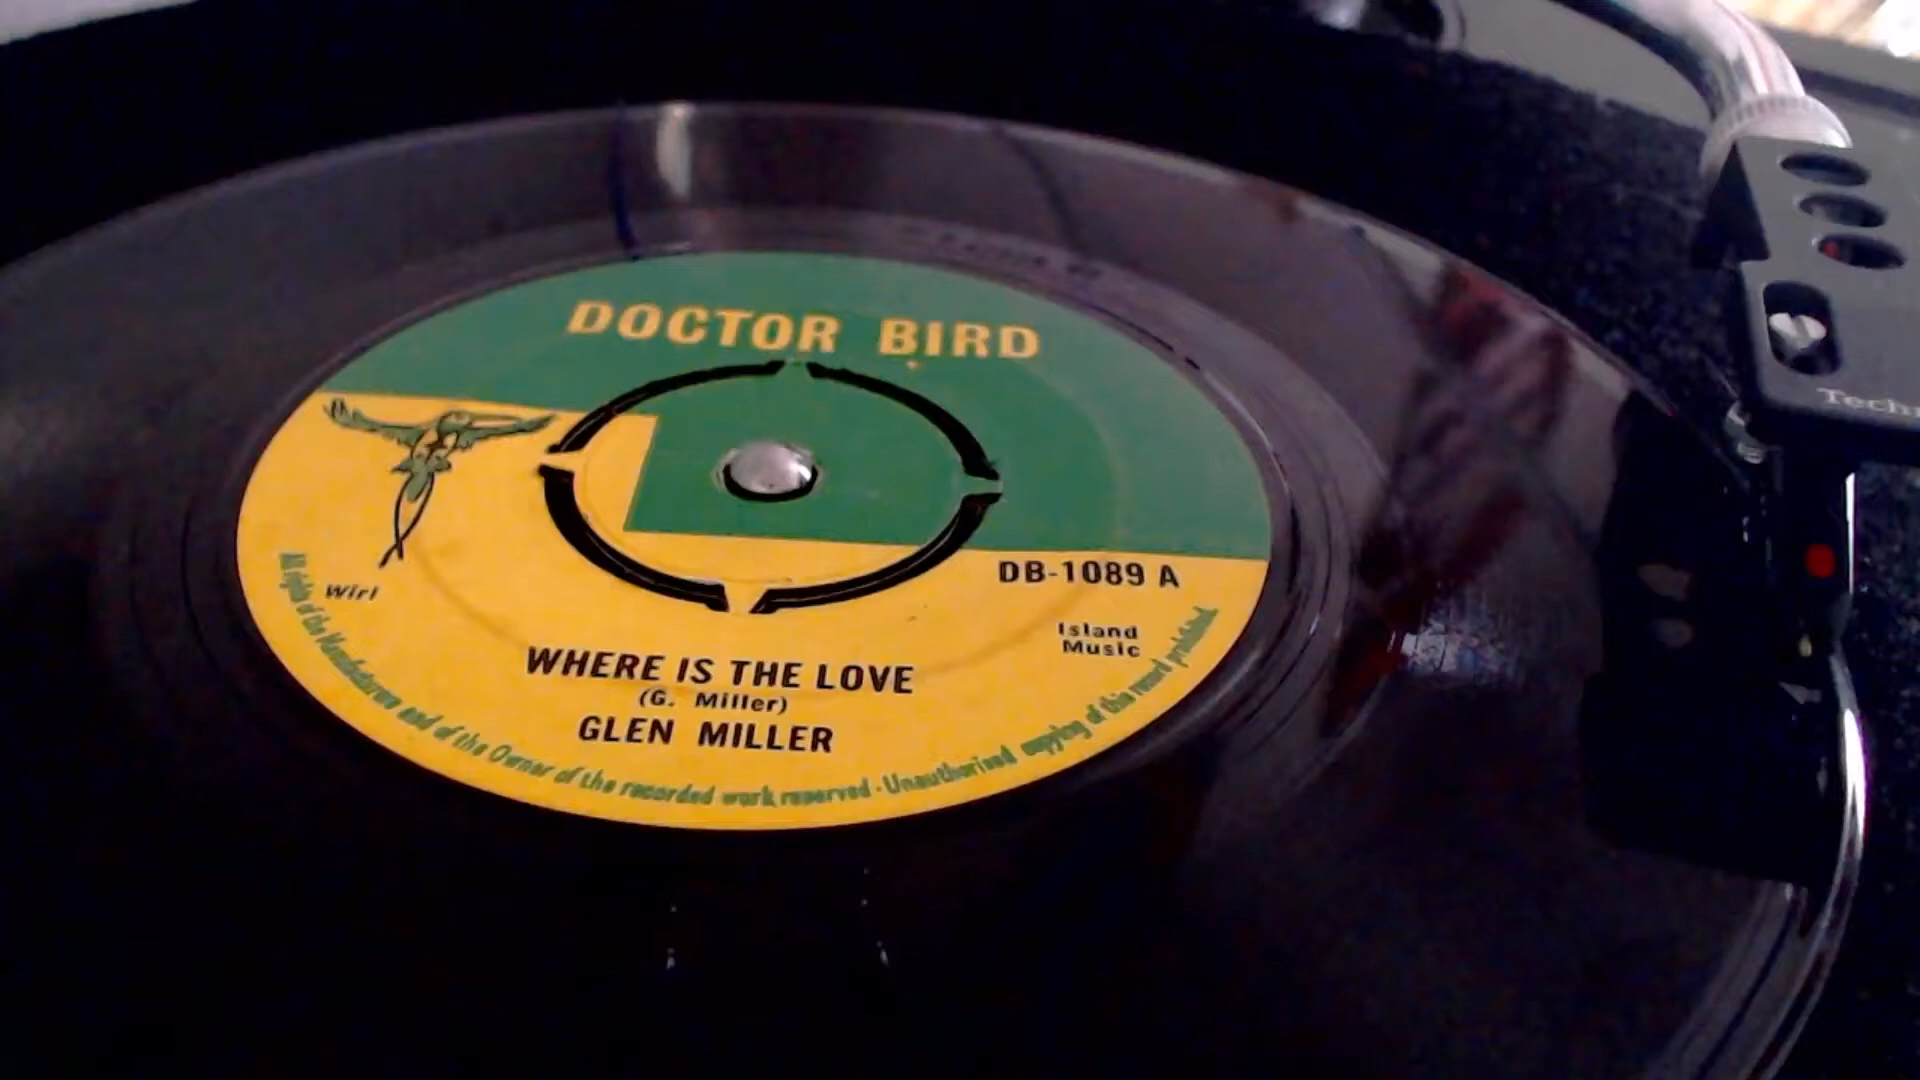 DOCTOR BIRD
DB-1089 A
Wirl
Island
Music
WHERE IS THE LOVE
(G. Miller)
GLEN MILLER
All rights of the Manufacturer and of the Owner of the recorded work reserved · Unauthorised copying of this record prohibited.
Techn